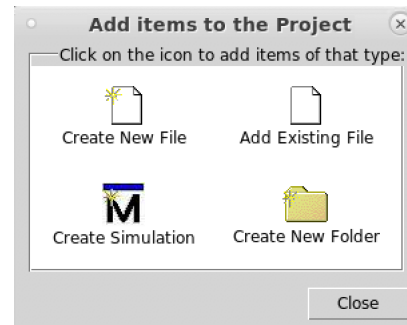 Add items to the Project
Click on the icon to add items of that type:
Create New File
Add Existing File
M
Create Simulation
Create New Folder
Close